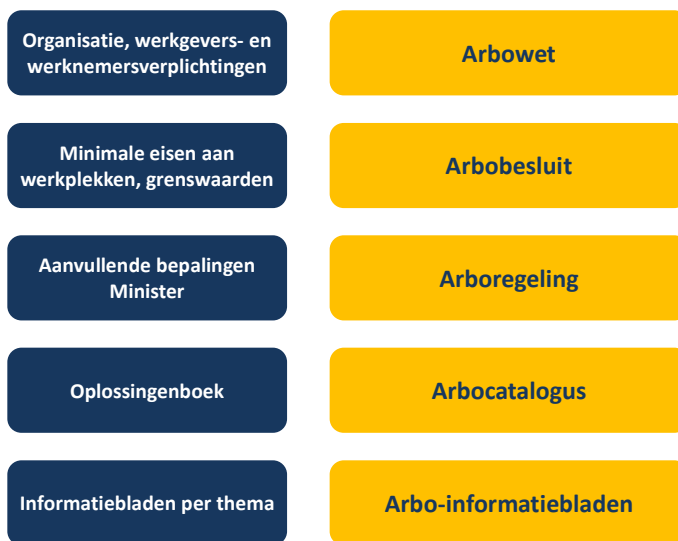 Organisatie, werkgevers- en
werknemersverplichtingen
Arbowet
Minimale eisen aan
werkplekken, grenswaarden
Arbobesluit
Aanvullende bepalingen
Minister
Arboregeling
Oplossingenboek
Arbocatalogus
Informatiebladen per thema
Arbo-informatiebladen